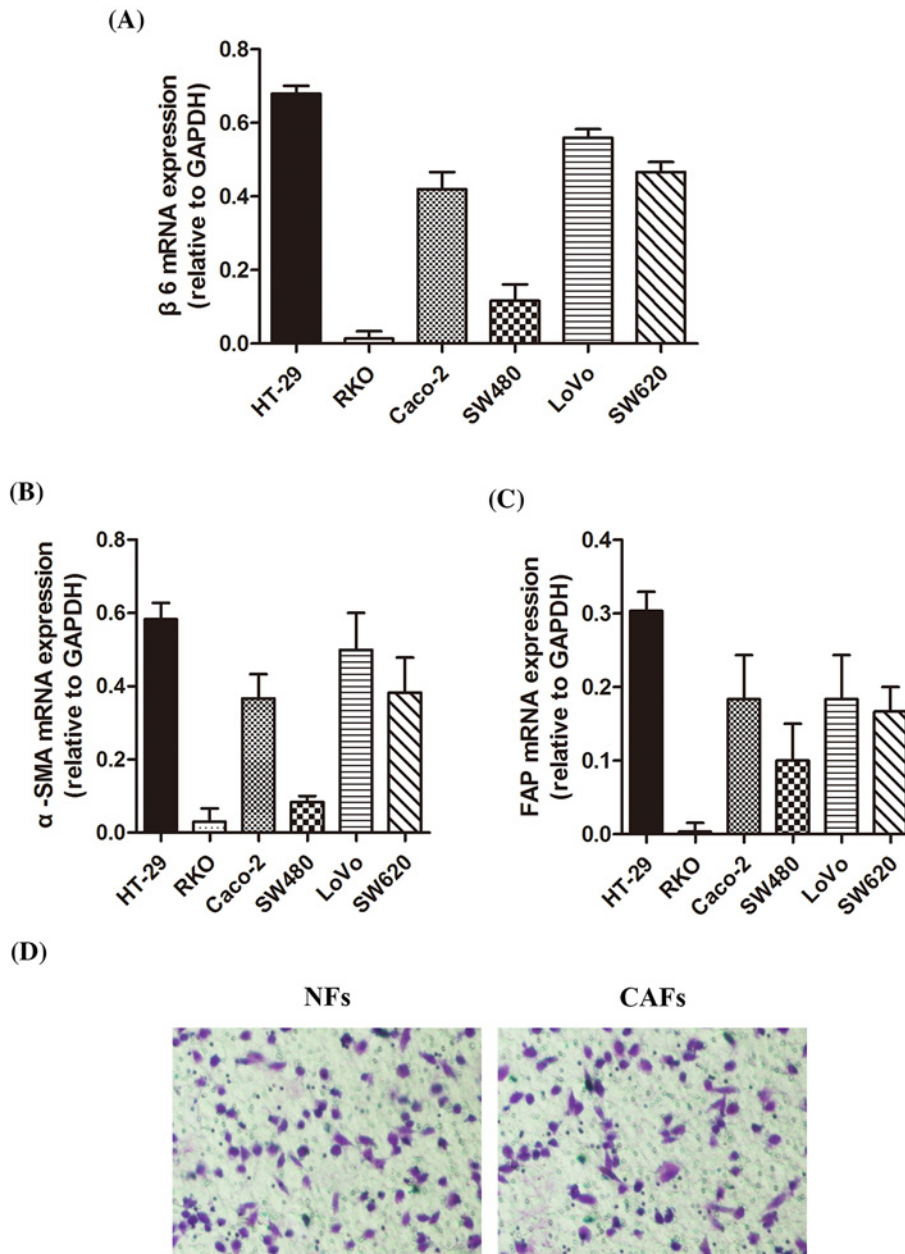 (A)
β 6 mRNA expression
(relative to GAPDH)
0.8
0.6
0.4
0.2
0.0
HT-29
RKO
Caco-2
SW480
LoVo
SW620
(B)
α -SMA mRNA expression
(relative to GAPDH)
0.8
0.6
0.4
0.2
0.0
HT-29
RKO
Caco-2
SW480
LoVo
SW620
(C)
FAP mRNA expression
(relative to GAPDH)
0.4
0.3
0.2
0.1
0.0
HT-29
RKO
Caco-2
SW480
LoVo
SW620
(D)
NFs
CAFs